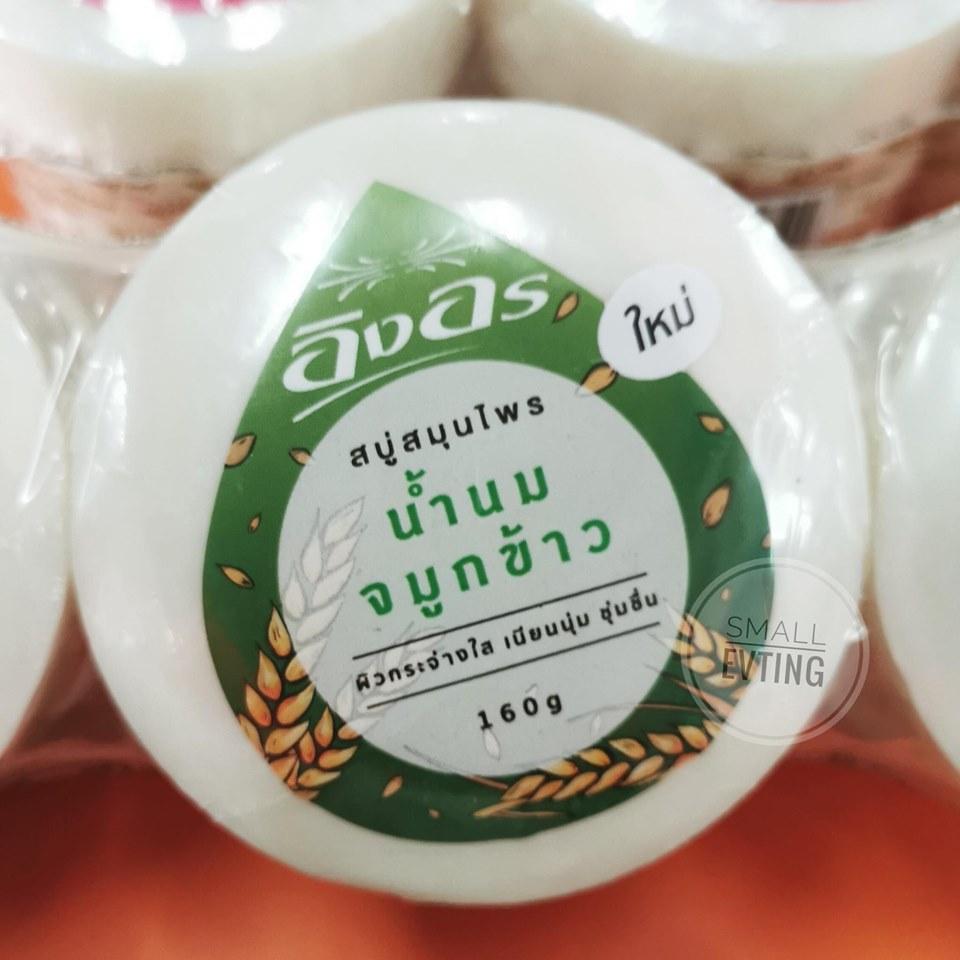 อิงอร
ใหม่
สบู่สมุนไพร
น้ำนม
จมูกข้าว
ผิวกระจ่างใส เนียนนุ่ม ชุ่มชื่น
160g
SMALL
EVTING